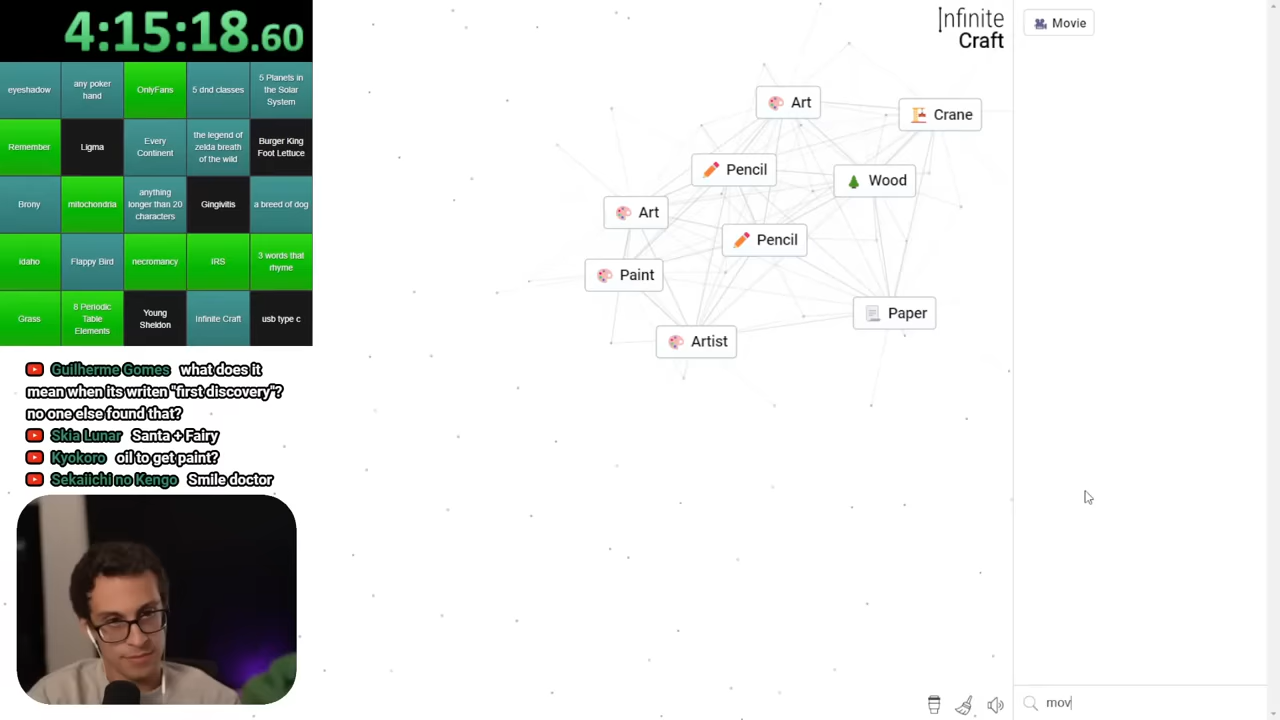 4:15:18.60
eyeshadow
any poker
hand
OnlyFans
5 dnd classes
5 Planets in
the Solar
System
Remember
Ligma
Every
Continent
the legend of
zelda breath
of the wild
Burger King
Foot Lettuce
Brony
mitochondria
anything
longer than 20
characters
Gingivitis
a breed of dog
idaho
Flappy Bird
necromancy
IRS
3 words that
rhyme
Grass
8 Periodic
Table
Elements
Young
Sheldon
Infinite Craft
usb type c
Guilherme Gomes what does it
mean when its writen "first discovery"?
no one else found that?
Skia Lunar Santa + Fairy
Kyokoro oil to get paint?
Sekaiichi no Kengo Smile doctor
Infinite
Craft
Art
Crane
Pencil
Wood
Art
Pencil
Paint
Paper
Artist
Movie
mov